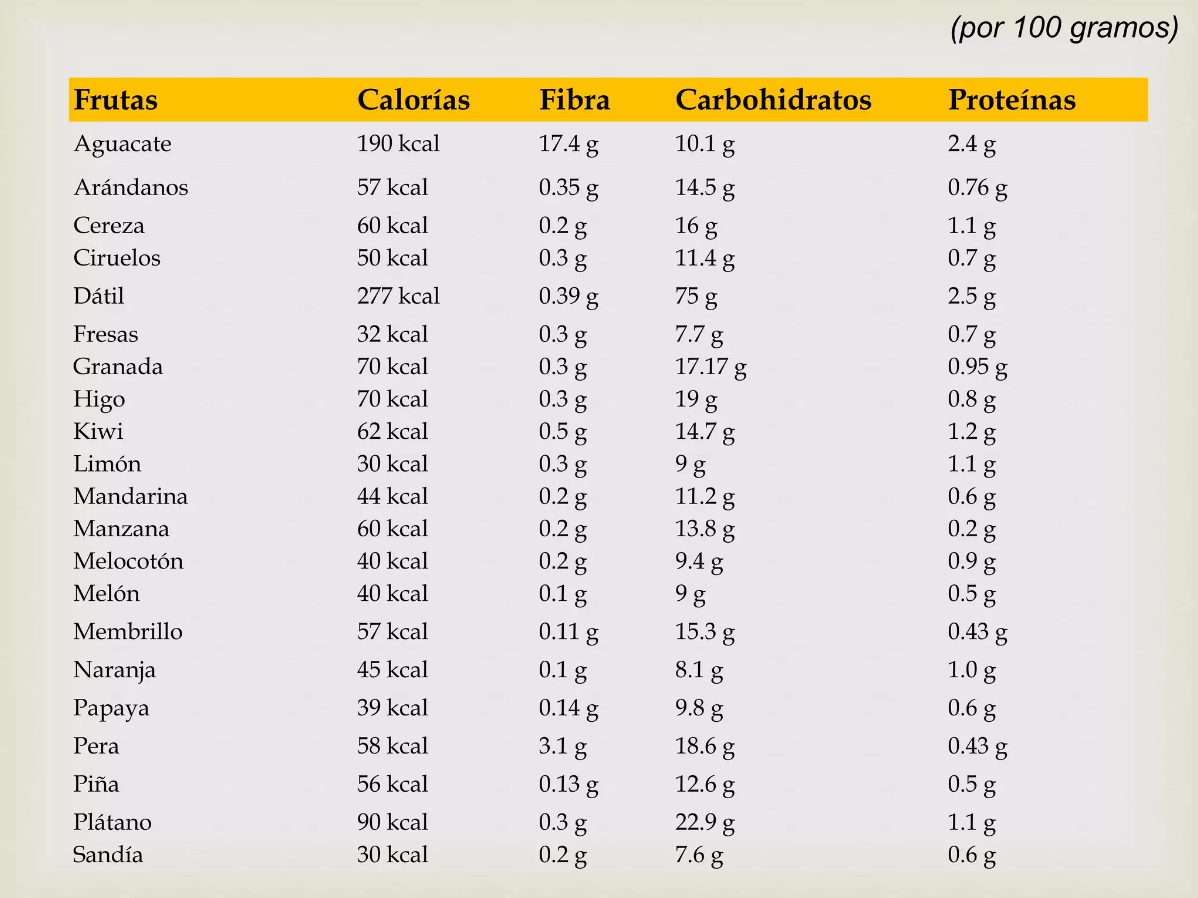 (por 100 gramos)
Frutas Calorías Fibra Carbohidratos Proteínas
Aguacate 190 kcal 17.4 g 10.1 g 2.4 g
Arándanos 57 kcal 0.35 g 14.5 g 0.76 g
Cereza 60 kcal 0.2 g 16 g 1.1 g
Ciruelos 50 kcal 0.3 g 11.4 g 0.7 g
Dátil 277 kcal 0.39 g 75 g 2.5 g
Fresas 32 kcal 0.3 g 7.7 g 0.7 g
Granada 70 kcal 0.3 g 17.17 g 0.95 g
Higo 70 kcal 0.3 g 19 g 0.8 g
Kiwi 62 kcal 0.5 g 14.7 g 1.2 g
Limón 30 kcal 0.3 g 9 g 1.1 g
Mandarina 44 kcal 0.2 g 11.2 g 0.6 g
Manzana 60 kcal 0.2 g 13.8 g 0.2 g
Melocotón 40 kcal 0.2 g 9.4 g 0.9 g
Melón 40 kcal 0.1 g 9 g 0.5 g
Membrillo 57 kcal 0.11 g 15.3 g 0.43 g
Naranja 45 kcal 0.1 g 8.1 g 1.0 g
Papaya 39 kcal 0.14 g 9.8 g 0.6 g
Pera 58 kcal 3.1 g 18.6 g 0.43 g
Piña 56 kcal 0.13 g 12.6 g 0.5 g
Plátano 90 kcal 0.3 g 22.9 g 1.1 g
Sandía 30 kcal 0.2 g 7.6 g 0.6 g